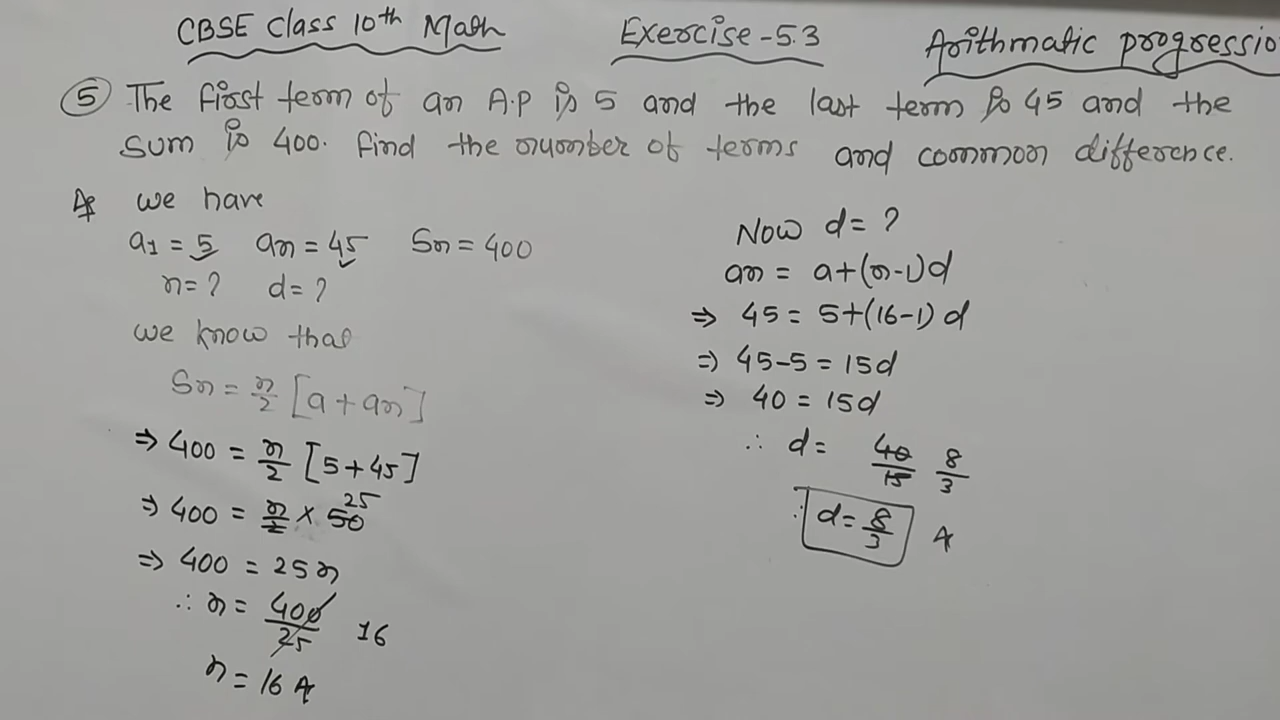 CBSE Class 10th Math Exercise-5.3 Arithmatic progressio
⑤ The first term of an A.P is 5 and the last term is 45 and the
sum is 400. Find the number of terms and common difference.
we have
a1 = 5 an = 45 Sn = 400
n = ? d = ?
we know that
Sn = n/2 [a + an]
⇒ 400 = n/2 [5+45]
⇒ 400 = n/2 × 50 25
⇒ 400 = 25n
∴ n = 400/25 16
n = 16
Now d = ?
an = a+(n-1)d
⇒ 45 = 5+(16-1)d
⇒ 45-5 = 15d
⇒ 40 = 15d
∴ d = 40/15 8/3
∴ d = 8/3